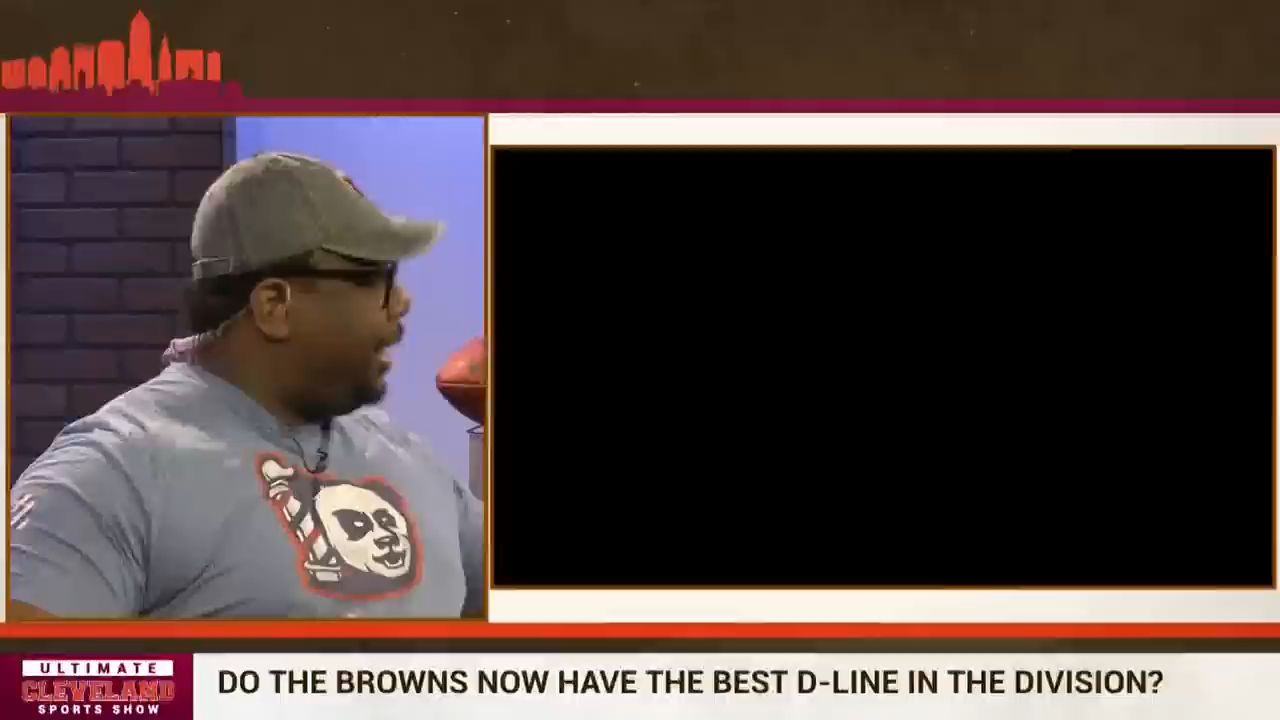 ULTIMATE
CLEVELAND
SPORTS SHOW
DO THE BROWNS NOW HAVE THE BEST D-LINE IN THE DIVISION?